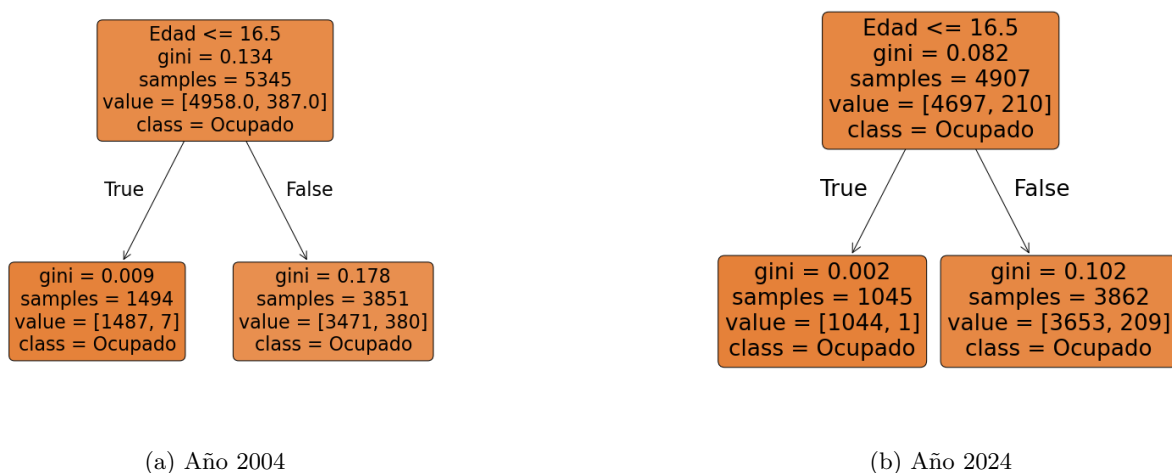 Edad <= 16.5
gini = 0.134
samples = 5345
value = [4958.0, 387.0]
class = Ocupado
True
False
gini = 0.009
samples = 1494
value = [1487, 7]
class = Ocupado
gini = 0.178
samples = 3851
value = [3471, 380]
class = Ocupado
(a) Año 2004
Edad <= 16.5
gini = 0.082
samples = 4907
value = [4697, 210]
class = Ocupado
True
False
gini = 0.002
samples = 1045
value = [1044, 1]
class = Ocupado
gini = 0.102
samples = 3862
value = [3653, 209]
class = Ocupado
(b) Año 2024